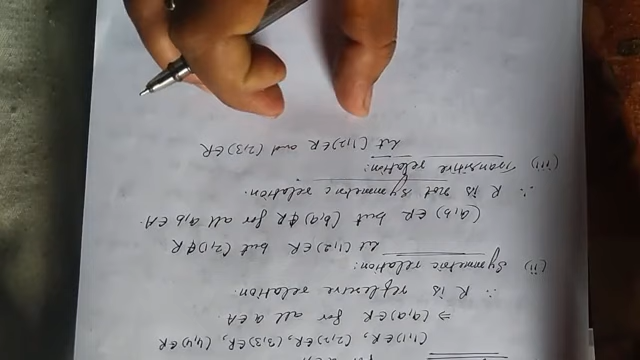 (1,1) ∈ R, (2,2) ∈ R, (3,3) ∈ R, (4,4) ∈ R
⇒ (a,a) ∈ R for all a ∈ A.
∴ R is reflexive relation.
(ii) Symmetric relation:
Let (1,2) ∈ R but (2,1) ∉ R
(a,b) ∈ R but (b,a) ∉ R for all a,b ∈ A.
∴ R is not symmetric relation.
(iii) Transitive relation:
Let (1,2) ∈ R and (2,3) ∈ R